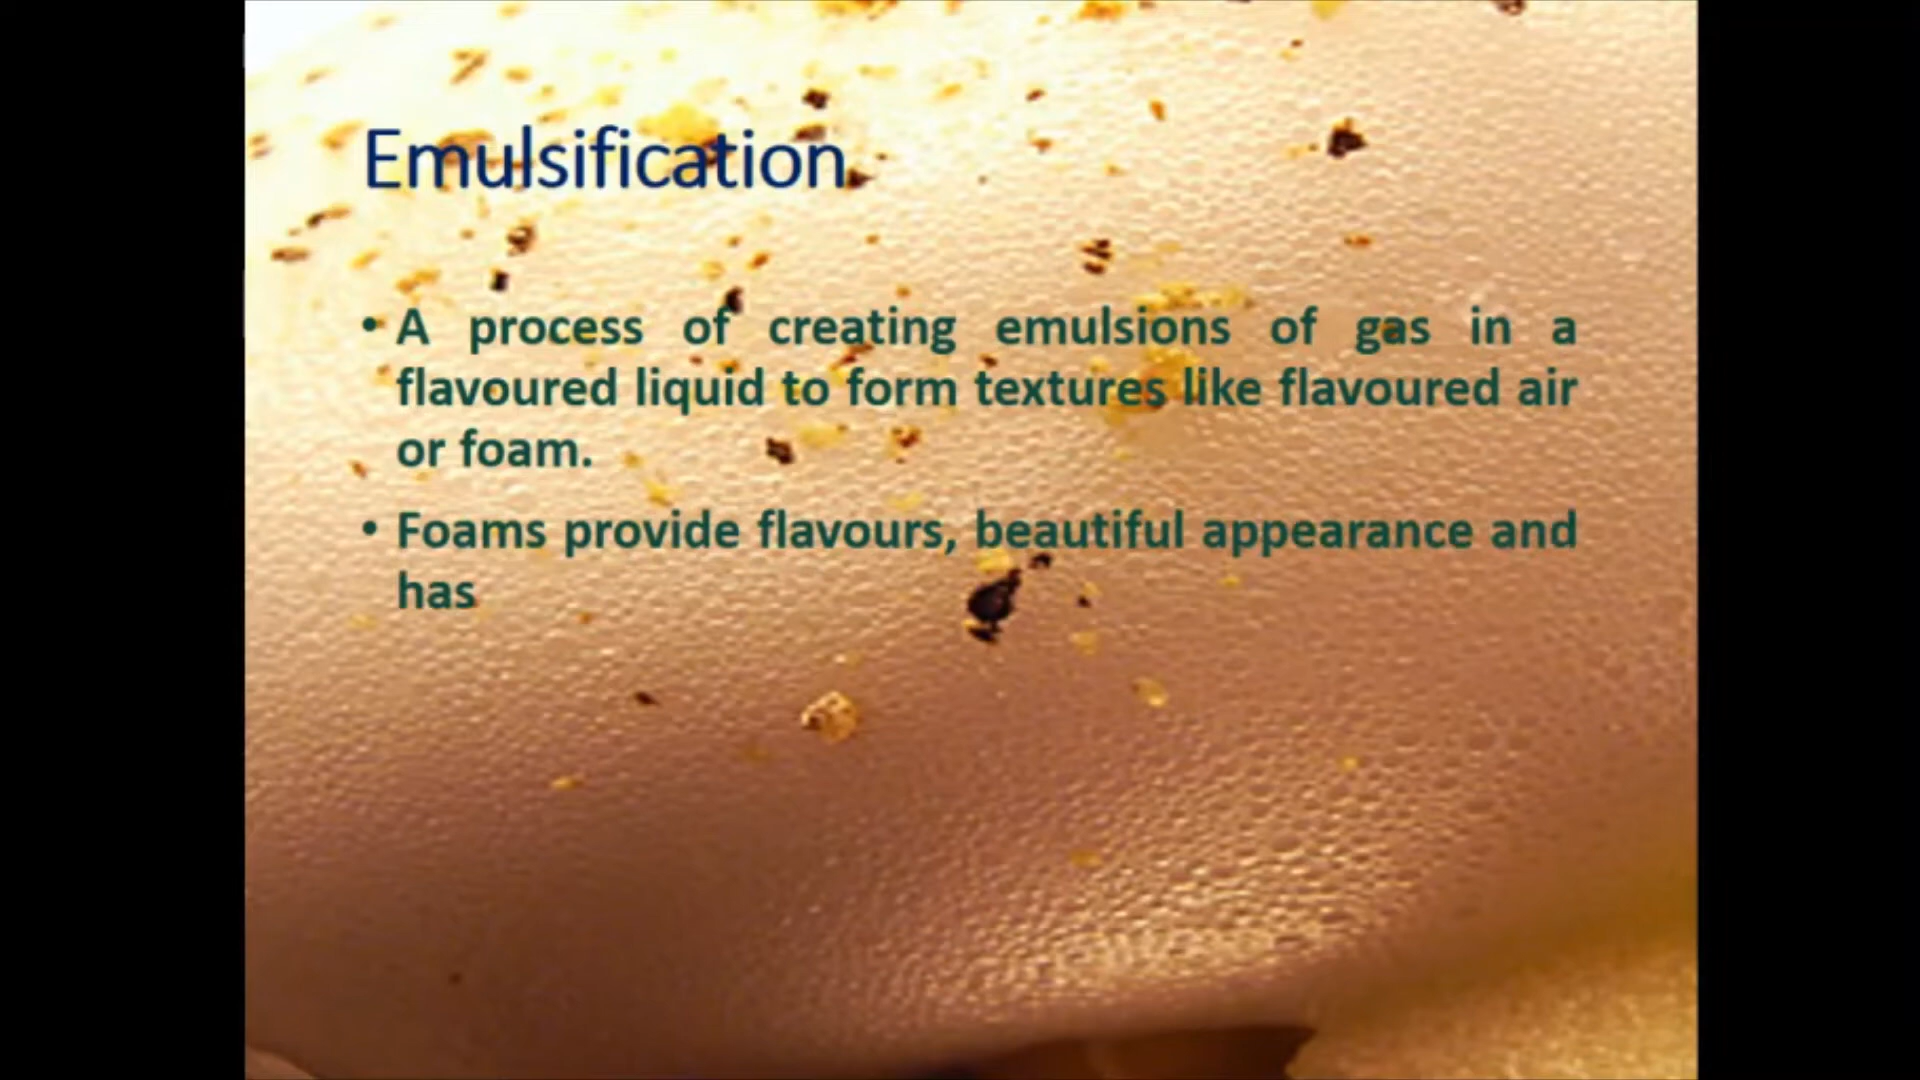 Emulsification
• A process of creating emulsions of gas in a
flavoured liquid to form textures like flavoured air
or foam.
• Foams provide flavours, beautiful appearance and
has